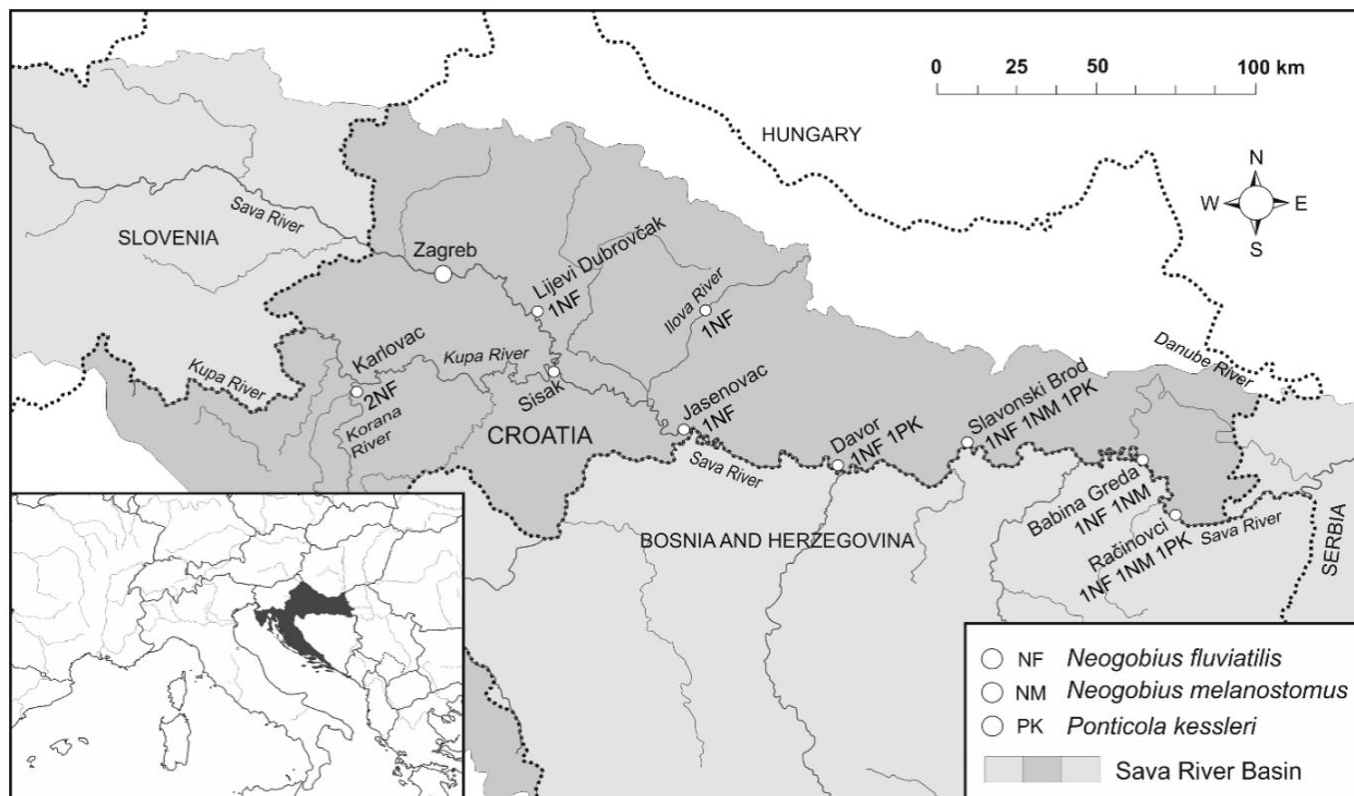 0 25 50 100 km
HUNGARY
N
W E
S
Sava River
SLOVENIA
Zagreb
Lijevi Dubrovčak
1NF
Ilova River
1NF
Danube River
Kupa River
Karlovac
2NF
Korana
River
Kupa River
Sisak
CROATIA
Jasenovac
1NF
Sava River
Davor
1NF 1PK
Slavonski Brod
1NF 1NM 1PK
Babina Greda
1NF 1NM
Račinovci
1NF 1NM 1PK
Sava River
SERBIA
BOSNIA AND HERZEGOVINA
NF Neogobius fluviatilis
NM Neogobius melanostomus
PK Ponticola kessleri
Sava River Basin